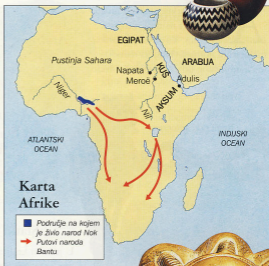 EGIPAT
Pustinja Sahara
ARABIJA
Napata
KUŠ
Meroë
Adulis
AKSUM
Niger
Nil
ATLANTSKI
OCEAN
INDIJSKI
OCEAN
Karta
Afrike
Područje na kojem
je živio narod Nok
Putovi naroda
Bantu